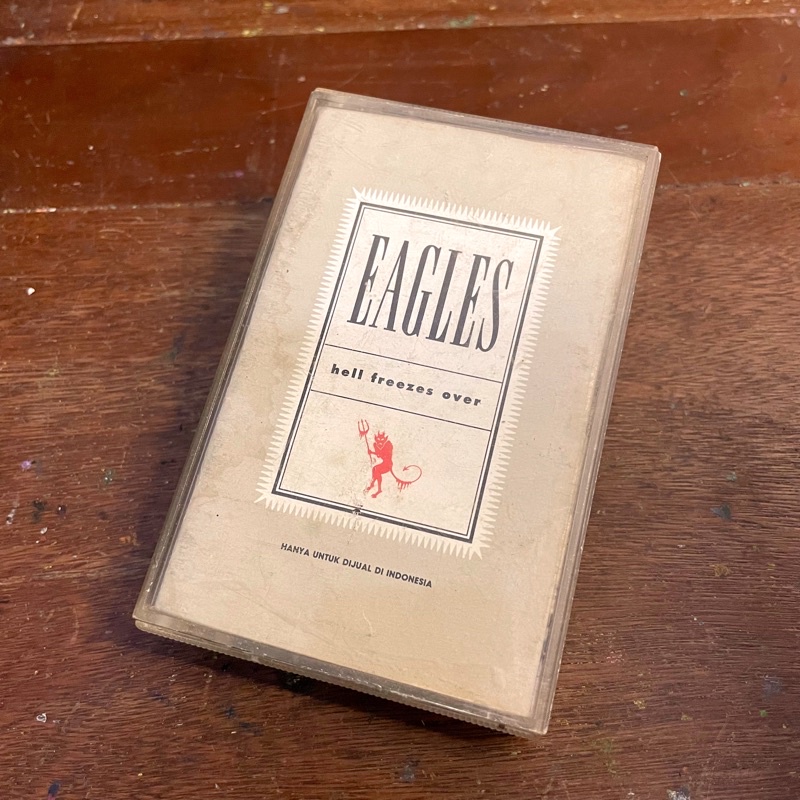 EAGLES
hell freezes over
HANYA UNTUK DIJUAL DI INDONESIA